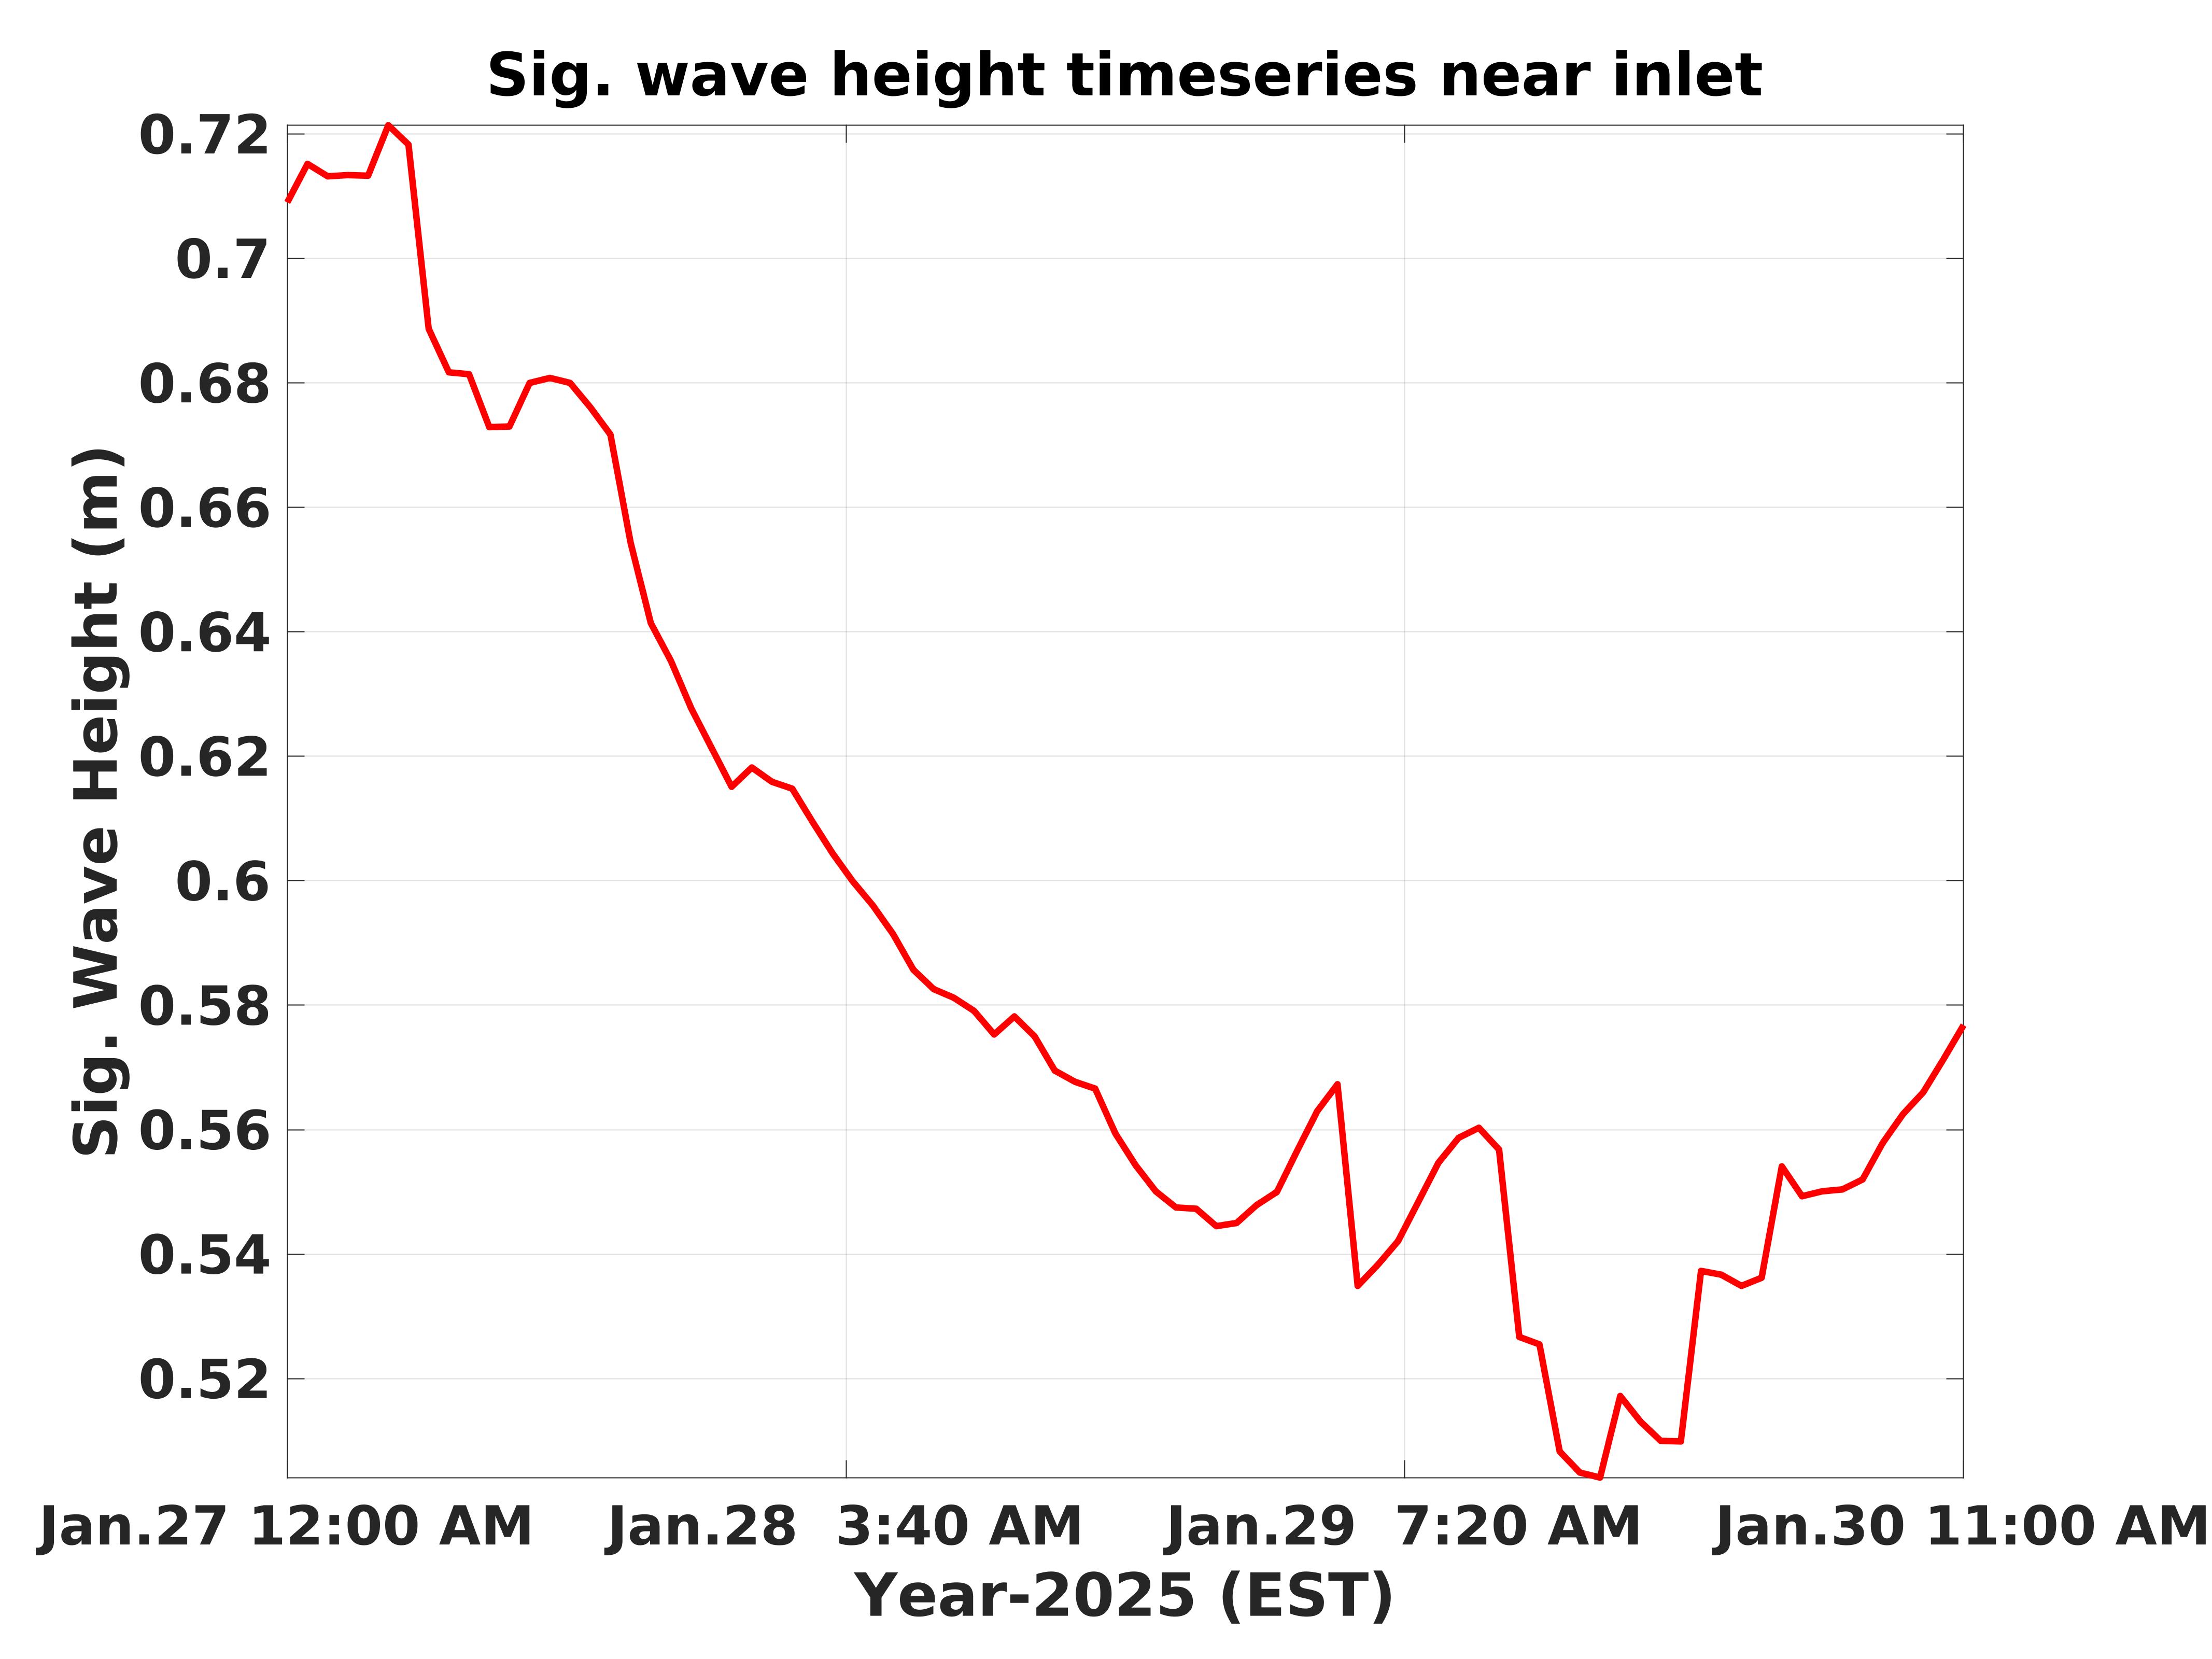 Sig. wave height timeseries near inlet
Sig. Wave Height (m)
0.72
0.7
0.68
0.66
0.64
0.62
0.6
0.58
0.56
0.54
0.52
Jan.27 12:00 AM Jan.28 3:40 AM Jan.29 7:20 AM Jan.30 11:00 AM
Year-2025 (EST)